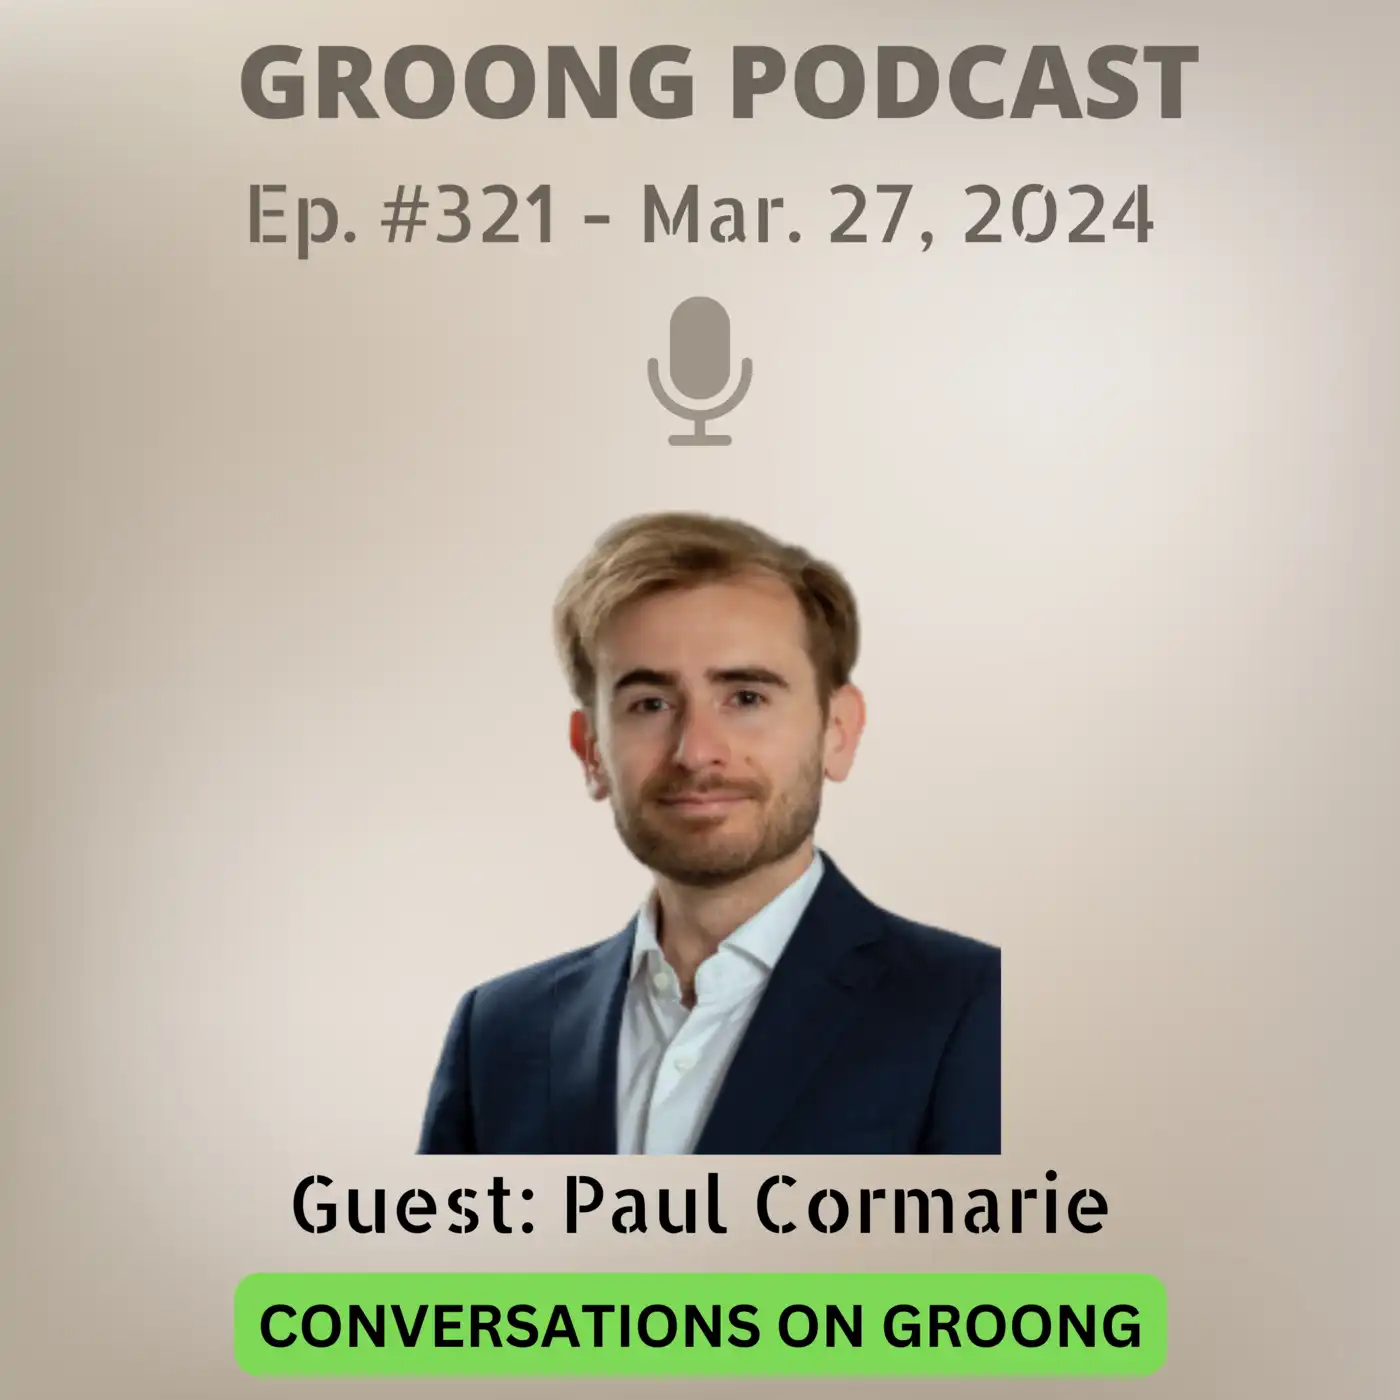 GROONG PODCAST
Ep. #321 - Mar. 27, 2024
Guest: Paul Cormarie
CONVERSATIONS ON GROONG